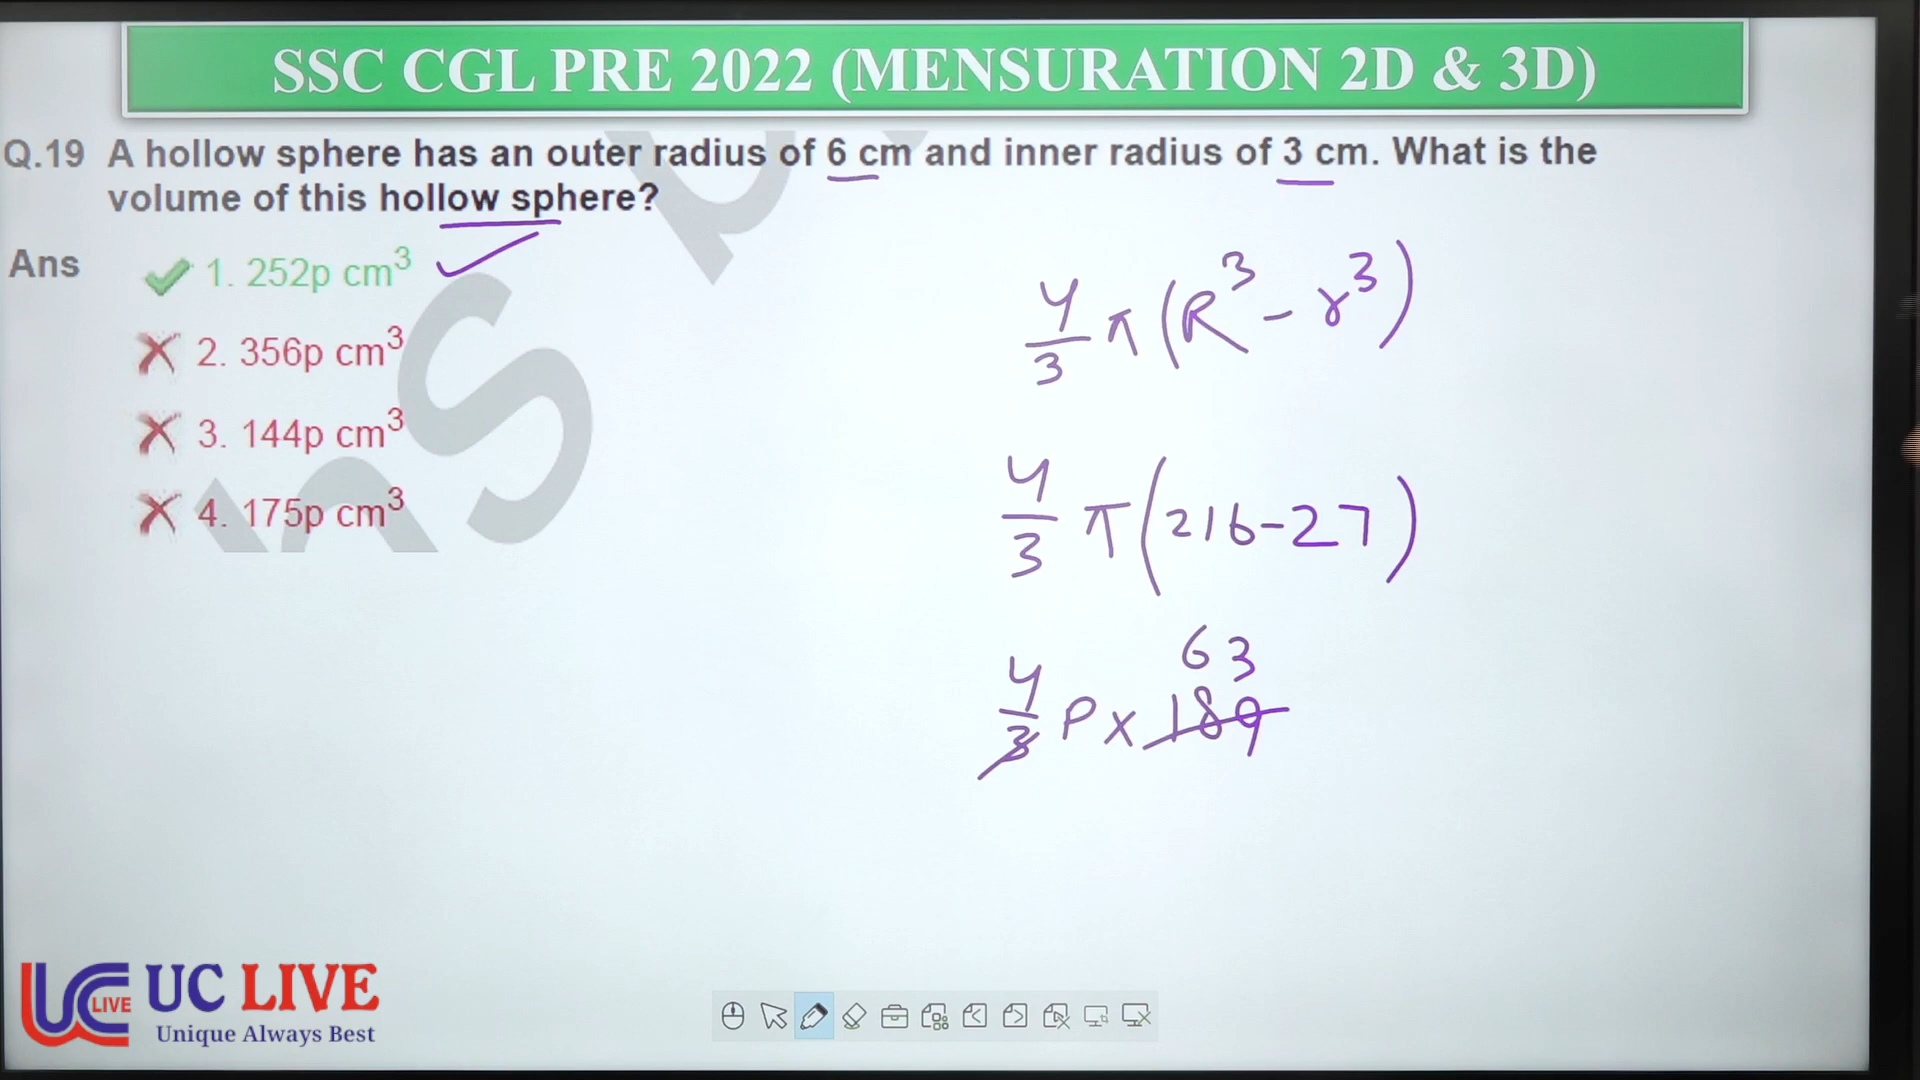 SSC CGL PRE 2022 (MENSURATION 2D & 3D)
Q.19 A hollow sphere has an outer radius of 6 cm and inner radius of 3 cm. What is the
volume of this hollow sphere?
Ans
1. 252p cm³
2. 356p cm³
3. 144p cm³
4. 175p cm³
4/3 π (R³ - r³)
4/3 π (216-27)
63
4/3 P x 189
LIVE
UC LIVE
Unique Always Best